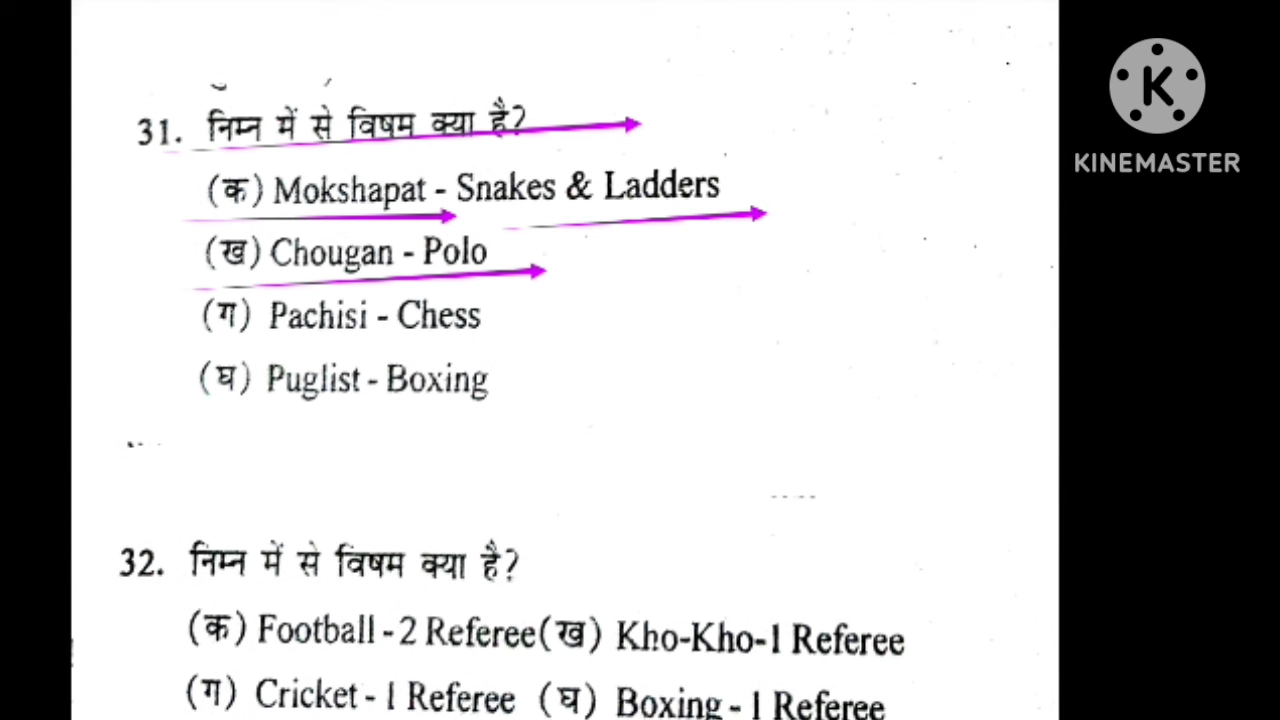 31. निम्न में से विषम क्या है?
(क) Mokshapat - Snakes & Ladders
(ख) Chougan - Polo
(ग) Pachisi - Chess
(घ) Puglist - Boxing
32. निम्न में से विषम क्या है?
(क) Football - 2 Referee (ख) Kho-Kho-1 Referee
(ग) Cricket - 1 Referee (घ) Boxing - 1 Referee
KINEMASTER